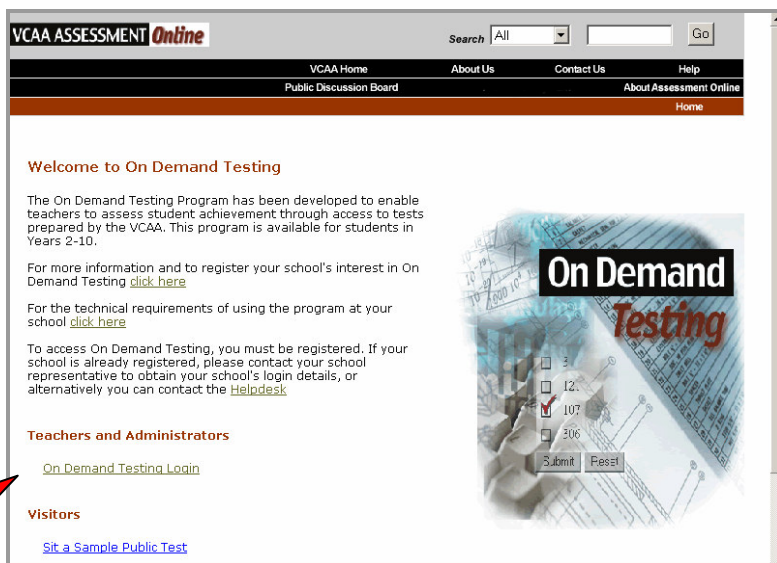 VCAA ASSESSMENT Online
Search All Go
VCAA Home About Us Contact Us Help
Public Discussion Board About Assessment Online
Home
Welcome to On Demand Testing
The On Demand Testing Program has been developed to enable
teachers to assess student achievement through access to tests
prepared by the VCAA. This program is available for students in
Years 2-10.
For more information and to register your school's interest in On
Demand Testing click here
For the technical requirements of using the program at your
school click here
To access On Demand Testing, you must be registered. If your
school is already registered, please contact your school
representative to obtain your school's login details, or
alternatively you can contact the Helpdesk
Teachers and Administrators
On Demand Testing Login
Visitors
Sit a Sample Public Test
On Demand
Testing
3
12
107
306
Submit Reset